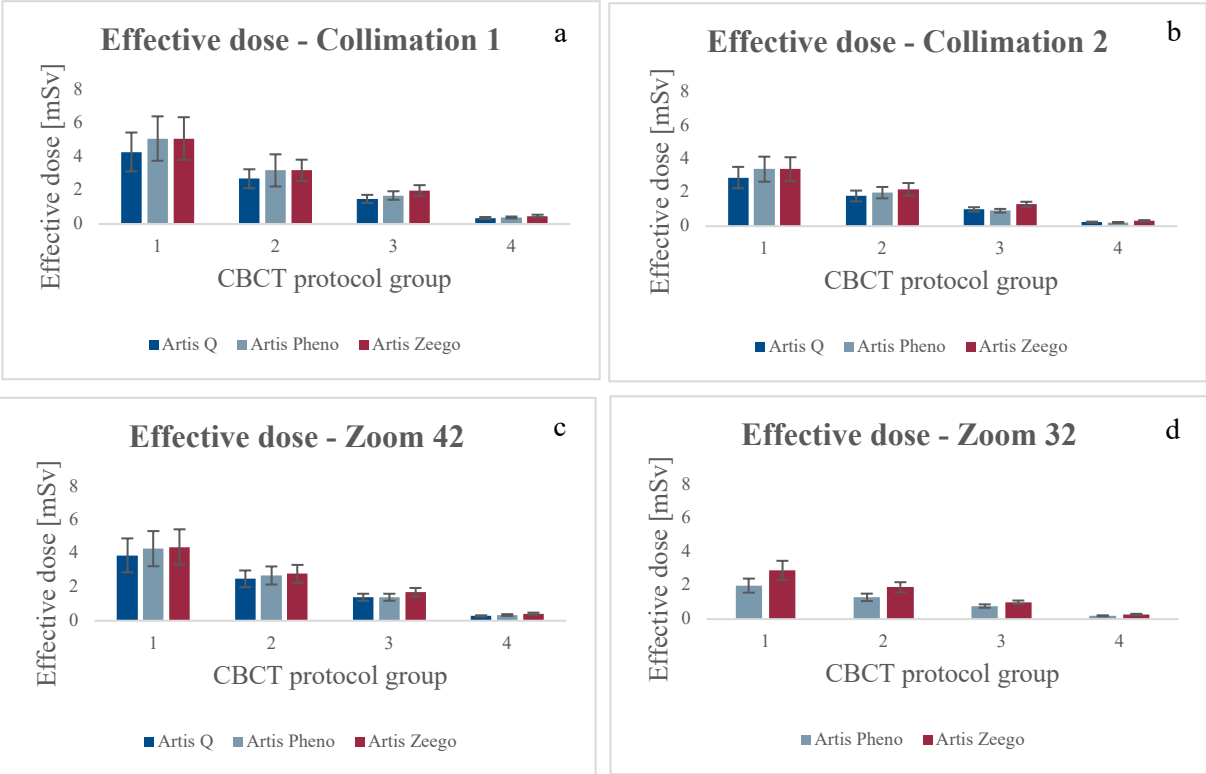 Effective dose - Collimation 1
a
Effective dose [mSv]
8
6
4
2
0
1 2 3 4
CBCT protocol group
Artis Q Artis Pheno Artis Zeego
Effective dose - Collimation 2
b
Effective dose [mSv]
8
6
4
2
0
1 2 3 4
CBCT protocol group
Artis Q Artis Pheno Artis Zeego
Effective dose - Zoom 42
c
Effective dose [mSv]
8
6
4
2
0
1 2 3 4
CBCT protocol group
Artis Q Artis Pheno Artis Zeego
Effective dose - Zoom 32
d
Effective dose [mSv]
8
6
4
2
0
1 2 3 4
CBCT protocol group
Artis Pheno Artis Zeego